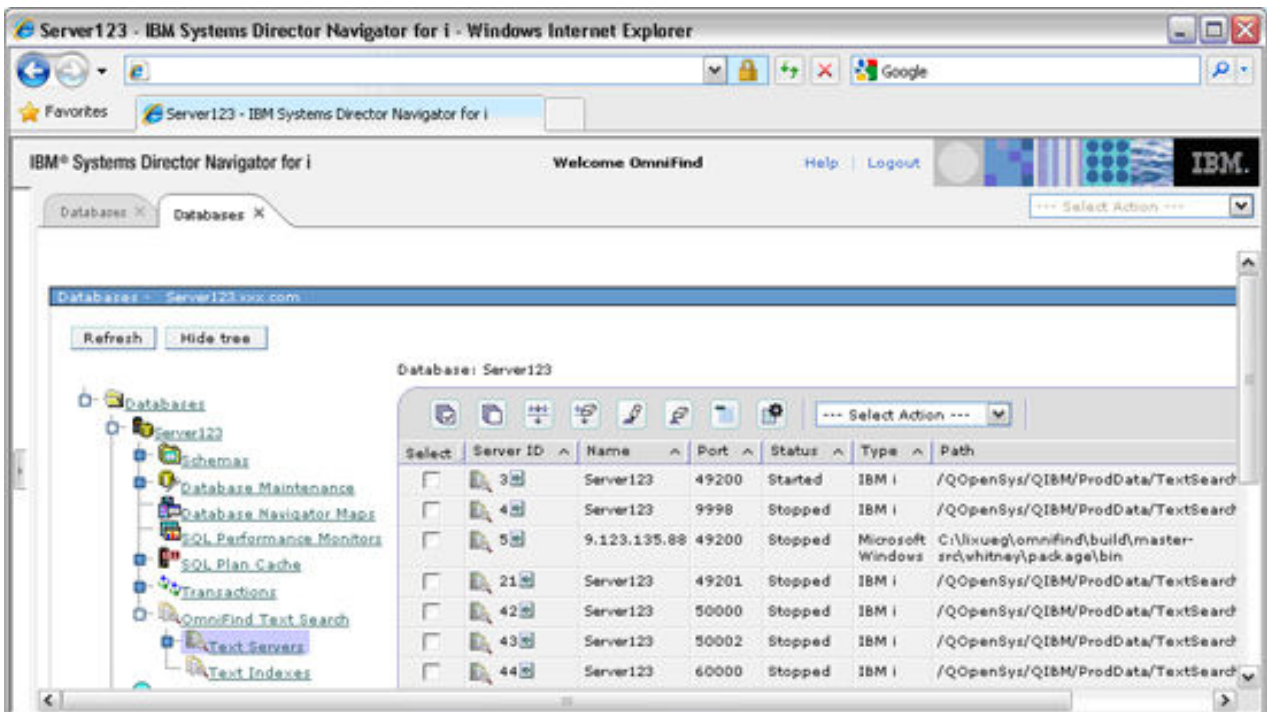 Server123 - IBM Systems Director Navigator for i - Windows Internet Explorer
Google
Favorites
Server123 - IBM Systems Director Navigator for i
IBM® Systems Director Navigator for i
Welcome OmniFind
Help | Logout
IBM.
Databases
Databases
--- Select Action ---
Databases - Server123.xxx.com
Refresh
Hide tree
Database: Server123
--- Select Action ---
Databases
Server123
Schemas
Database Maintenance
Database Navigator Maps
SQL Performance Monitors
SQL Plan Cache
Transactions
OmniFind Text Search
Text Servers
Text Indexes
Select Server ID Name Port Status Type Path
3 Server123 49200 Started IBM i /QOpenSys/QIBM/ProdData/TextSearch
4 Server123 9998 Stopped IBM i /QOpenSys/QIBM/ProdData/TextSearch
5 9.123.135.88 49200 Stopped Microsoft Windows C:\lixueg\omnifind\build\master-src\whitney\package\bin
21 Server123 49201 Stopped IBM i /QOpenSys/QIBM/ProdData/TextSearch
42 Server123 50000 Stopped IBM i /QOpenSys/QIBM/ProdData/TextSearch
43 Server123 50002 Stopped IBM i /QOpenSys/QIBM/ProdData/TextSearch
44 Server123 60000 Stopped IBM i /QOpenSys/QIBM/ProdData/TextSearch